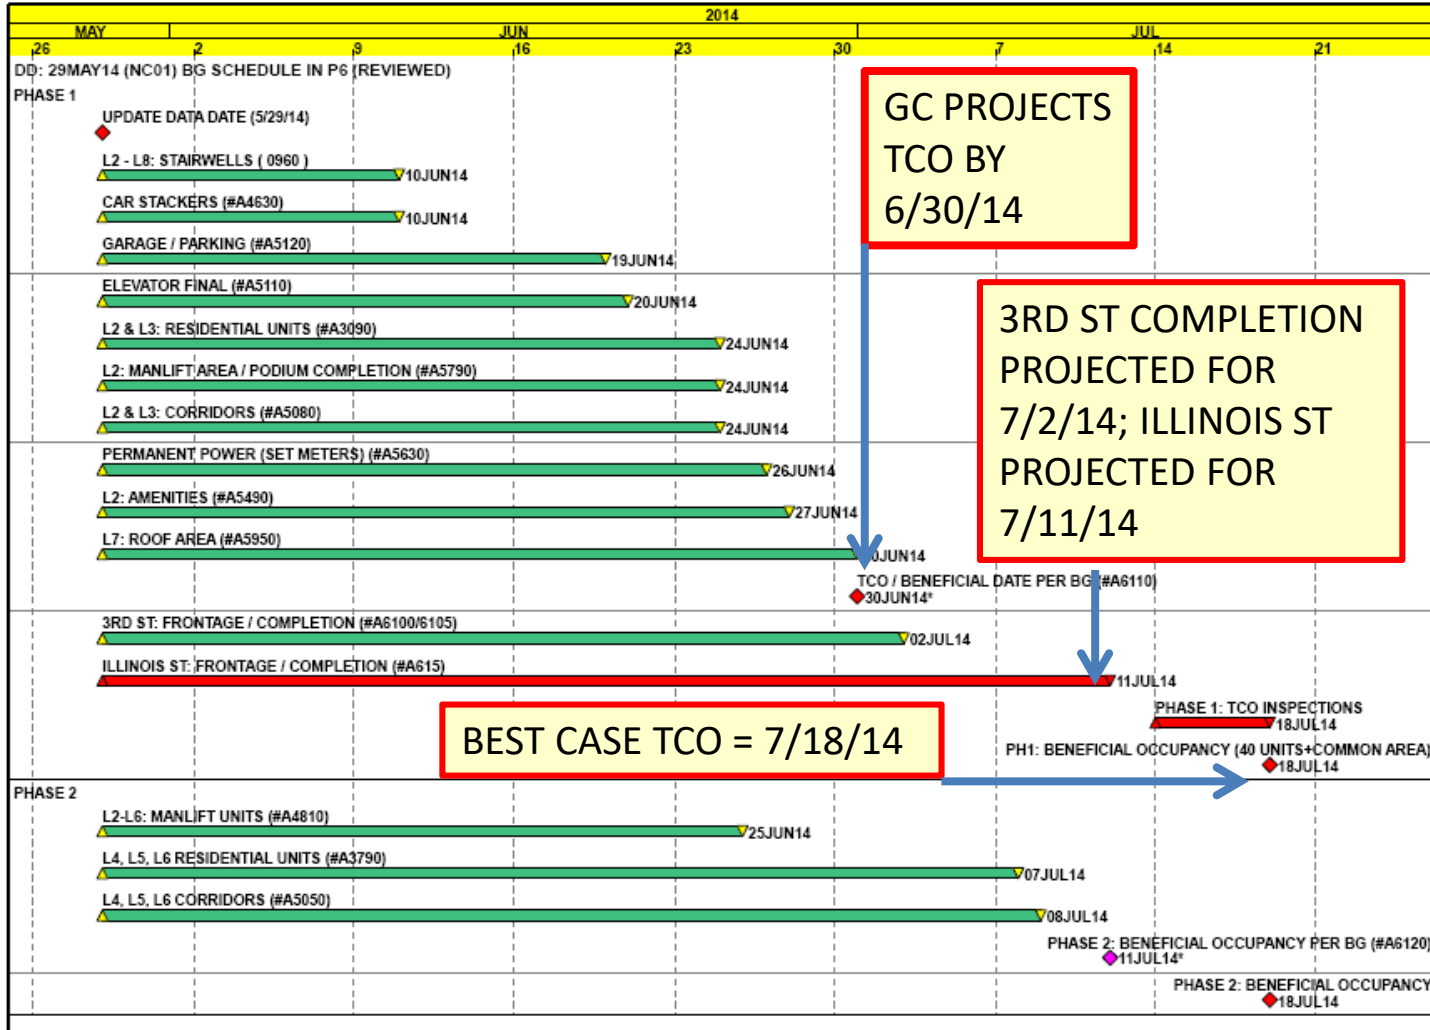 2014
MAY JUN JUL
26 2 9 16 23 30 7 14 21
DD: 29MAY14 (NC01) BG SCHEDULE IN P6 (REVIEWED)
PHASE 1
UPDATE DATA DATE (5/29/14)
L2 - L8: STAIRWELLS ( 0960 )
10JUN14
CAR STACKERS (#A4630)
10JUN14
GARAGE / PARKING (#A5120)
19JUN14
ELEVATOR FINAL (#A5110)
20JUN14
L2 & L3: RESIDENTIAL UNITS (#A3090)
24JUN14
L2: MANLIFT AREA / PODIUM COMPLETION (#A5790)
24JUN14
L2 & L3: CORRIDORS (#A5080)
24JUN14
PERMANENT POWER (SET METERS) (#A5630)
26JUN14
L2: AMENITIES (#A5490)
27JUN14
L7: ROOF AREA (#A5950)
0JUN14
TCO / BENEFICIAL DATE PER BG (#A6110)
30JUN14*
3RD ST: FRONTAGE / COMPLETION (#A6100/6105)
02JUL14
ILLINOIS ST: FRONTAGE / COMPLETION (#A615)
11JUL14
PHASE 1: TCO INSPECTIONS
18JUL14
PH1: BENEFICIAL OCCUPANCY (40 UNITS+COMMON AREA)
18JUL14
GC PROJECTS
TCO BY
6/30/14
3RD ST COMPLETION
PROJECTED FOR
7/2/14; ILLINOIS ST
PROJECTED FOR
7/11/14
BEST CASE TCO = 7/18/14
PHASE 2
L2-L6: MANLIFT UNITS (#A4810)
25JUN14
L4, L5, L6 RESIDENTIAL UNITS (#A3790)
07JUL14
L4, L5, L6 CORRIDORS (#A5050)
08JUL14
PHASE 2: BENEFICIAL OCCUPANCY PER BG (#A6120)
11JUL14*
PHASE 2: BENEFICIAL OCCUPANCY
18JUL14